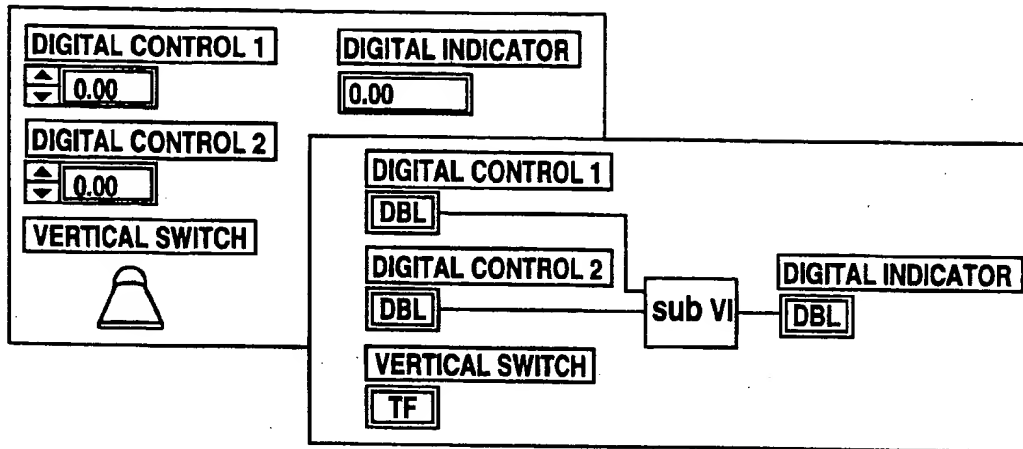 DIGITAL CONTROL 1
0.00
DIGITAL INDICATOR
0.00
DIGITAL CONTROL 2
0.00
VERTICAL SWITCH
DIGITAL CONTROL 1
DBL
DIGITAL CONTROL 2
DBL
sub VI
DIGITAL INDICATOR
DBL
VERTICAL SWITCH
TF